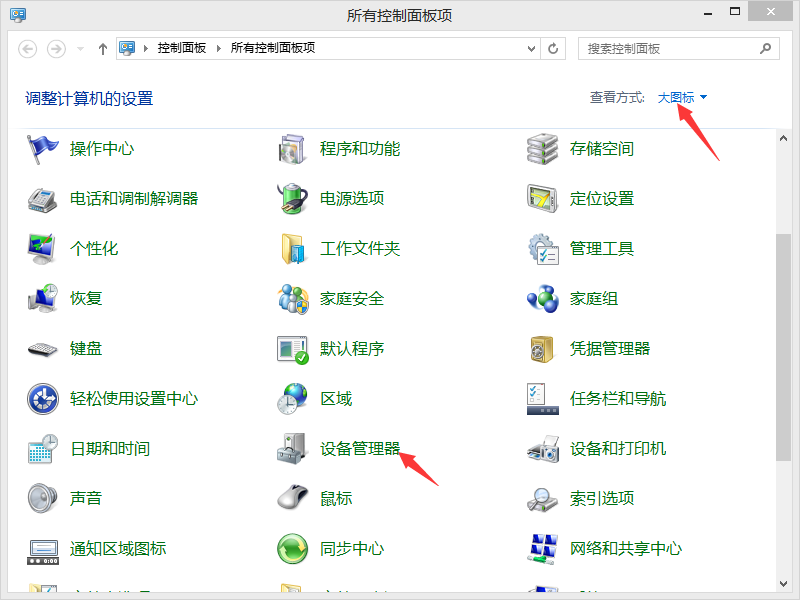 所有控制面板项
控制面板 所有控制面板项
搜索控制面板
调整计算机的设置
查看方式: 大图标
操作中心 程序和功能 存储空间
电话和调制解调器 电源选项 定位设置
个性化 工作文件夹 管理工具
恢复 家庭安全 家庭组
键盘 默认程序 凭据管理器
轻松使用设置中心 区域 任务栏和导航
日期和时间 设备管理器 设备和打印机
声音 鼠标 索引选项
通知区域图标 同步中心 网络和共享中心